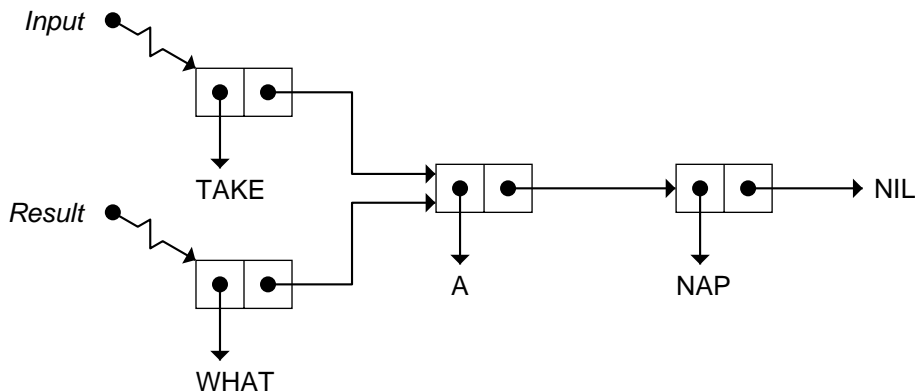 Input
TAKE
NIL
Result
A
NAP
WHAT